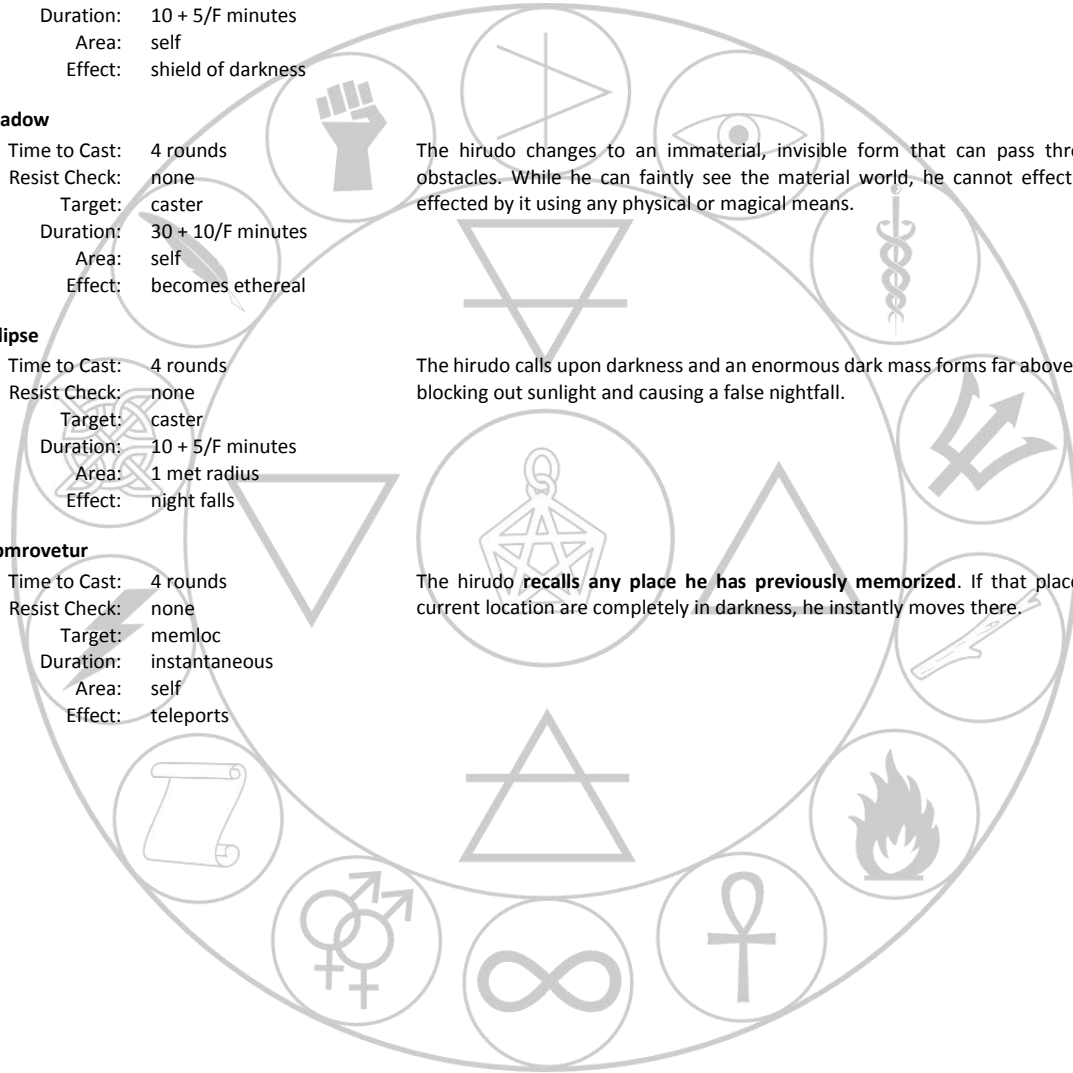 Duration: 10 + 5/F minutes
Area: self
Effect: shield of darkness
adow
Time to Cast: 4 rounds
Resist Check: none
Target: caster
Duration: 30 + 10/F minutes
Area: self
Effect: becomes ethereal
The hirudo changes to an immaterial, invisible form that can pass thr
obstacles. While he can faintly see the material world, he cannot effect
effected by it using any physical or magical means.
lipse
Time to Cast: 4 rounds
Resist Check: none
Target: caster
Duration: 10 + 5/F minutes
Area: 1 met radius
Effect: night falls
The hirudo calls upon darkness and an enormous dark mass forms far above
blocking out sunlight and causing a false nightfall.
omrovetur
Time to Cast: 4 rounds
Resist Check: none
Target: memloc
Duration: instantaneous
Area: self
Effect: teleports
The hirudo recalls any place he has previously memorized. If that place
current location are completely in darkness, he instantly moves there.